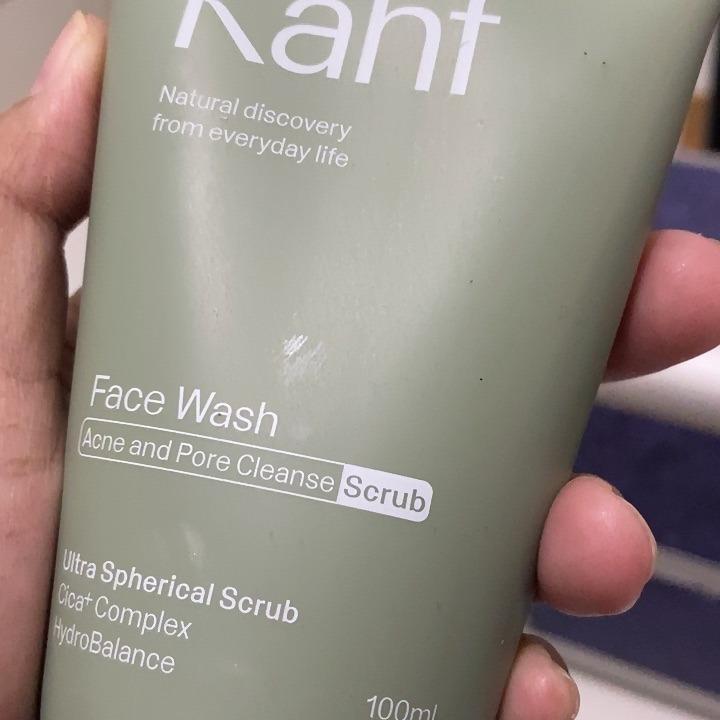 Kahf
Natural discovery
from everyday life
Face Wash
Acne and Pore Cleanse Scrub
Ultra Spherical Scrub
Cica+ Complex
HydroBalance
100ml